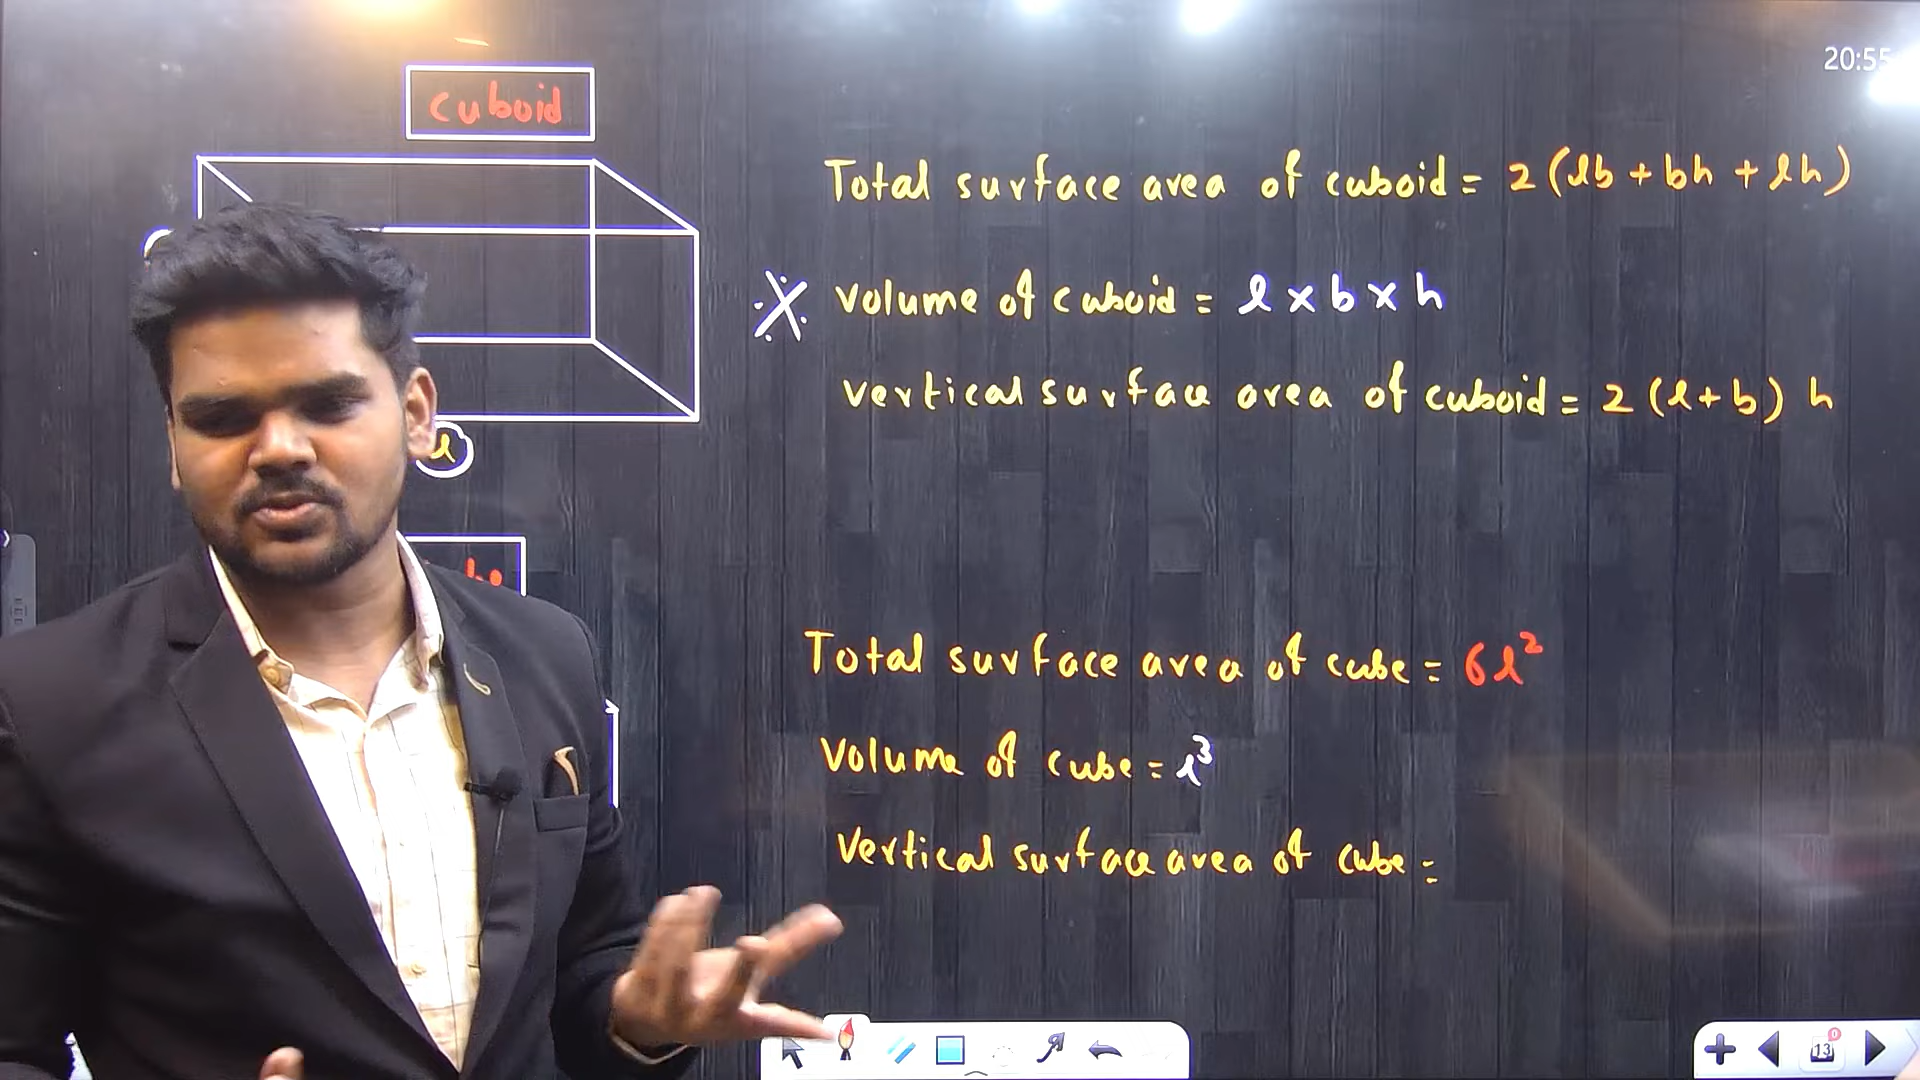 20:55
cuboid
Total surface area of cuboid = 2 (lb + bh + lh)
volume of cuboid = l x b x h
vertical surface area of cuboid = 2 (l+b) h
l
Total surface area of cube = 6l²
volume of cube = l³
Vertical surface area of cube =
13